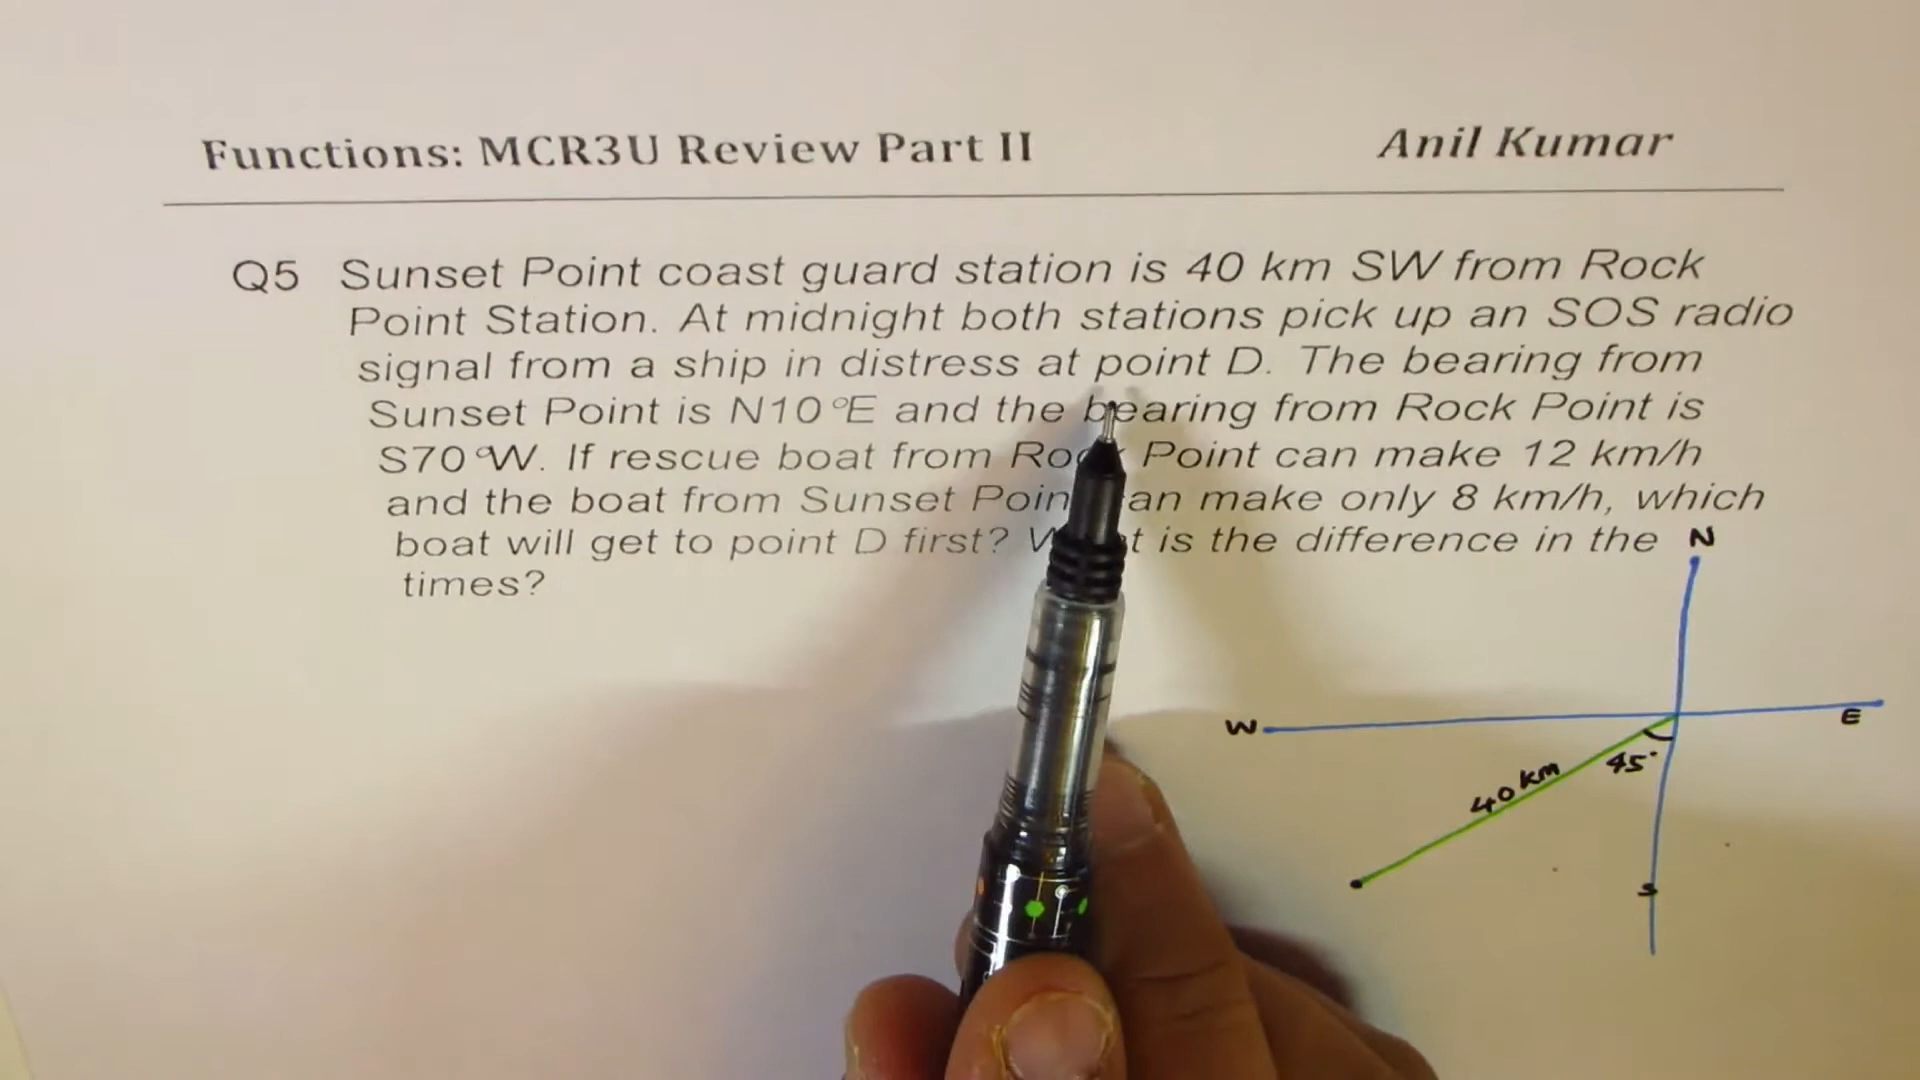 Functions: MCR3U Review Part II Anil Kumar
Q5 Sunset Point coast guard station is 40 km SW from Rock
Point Station. At midnight both stations pick up an SOS radio
signal from a ship in distress at point D. The bearing from
Sunset Point is N10°E and the bearing from Rock Point is
S70°W. If rescue boat from Point can make 12 km/h
and the boat from Sunset make only 8 km/h, which
boat will get to point D first? is the difference in the
times?
N
W
E
45°
40 km
S